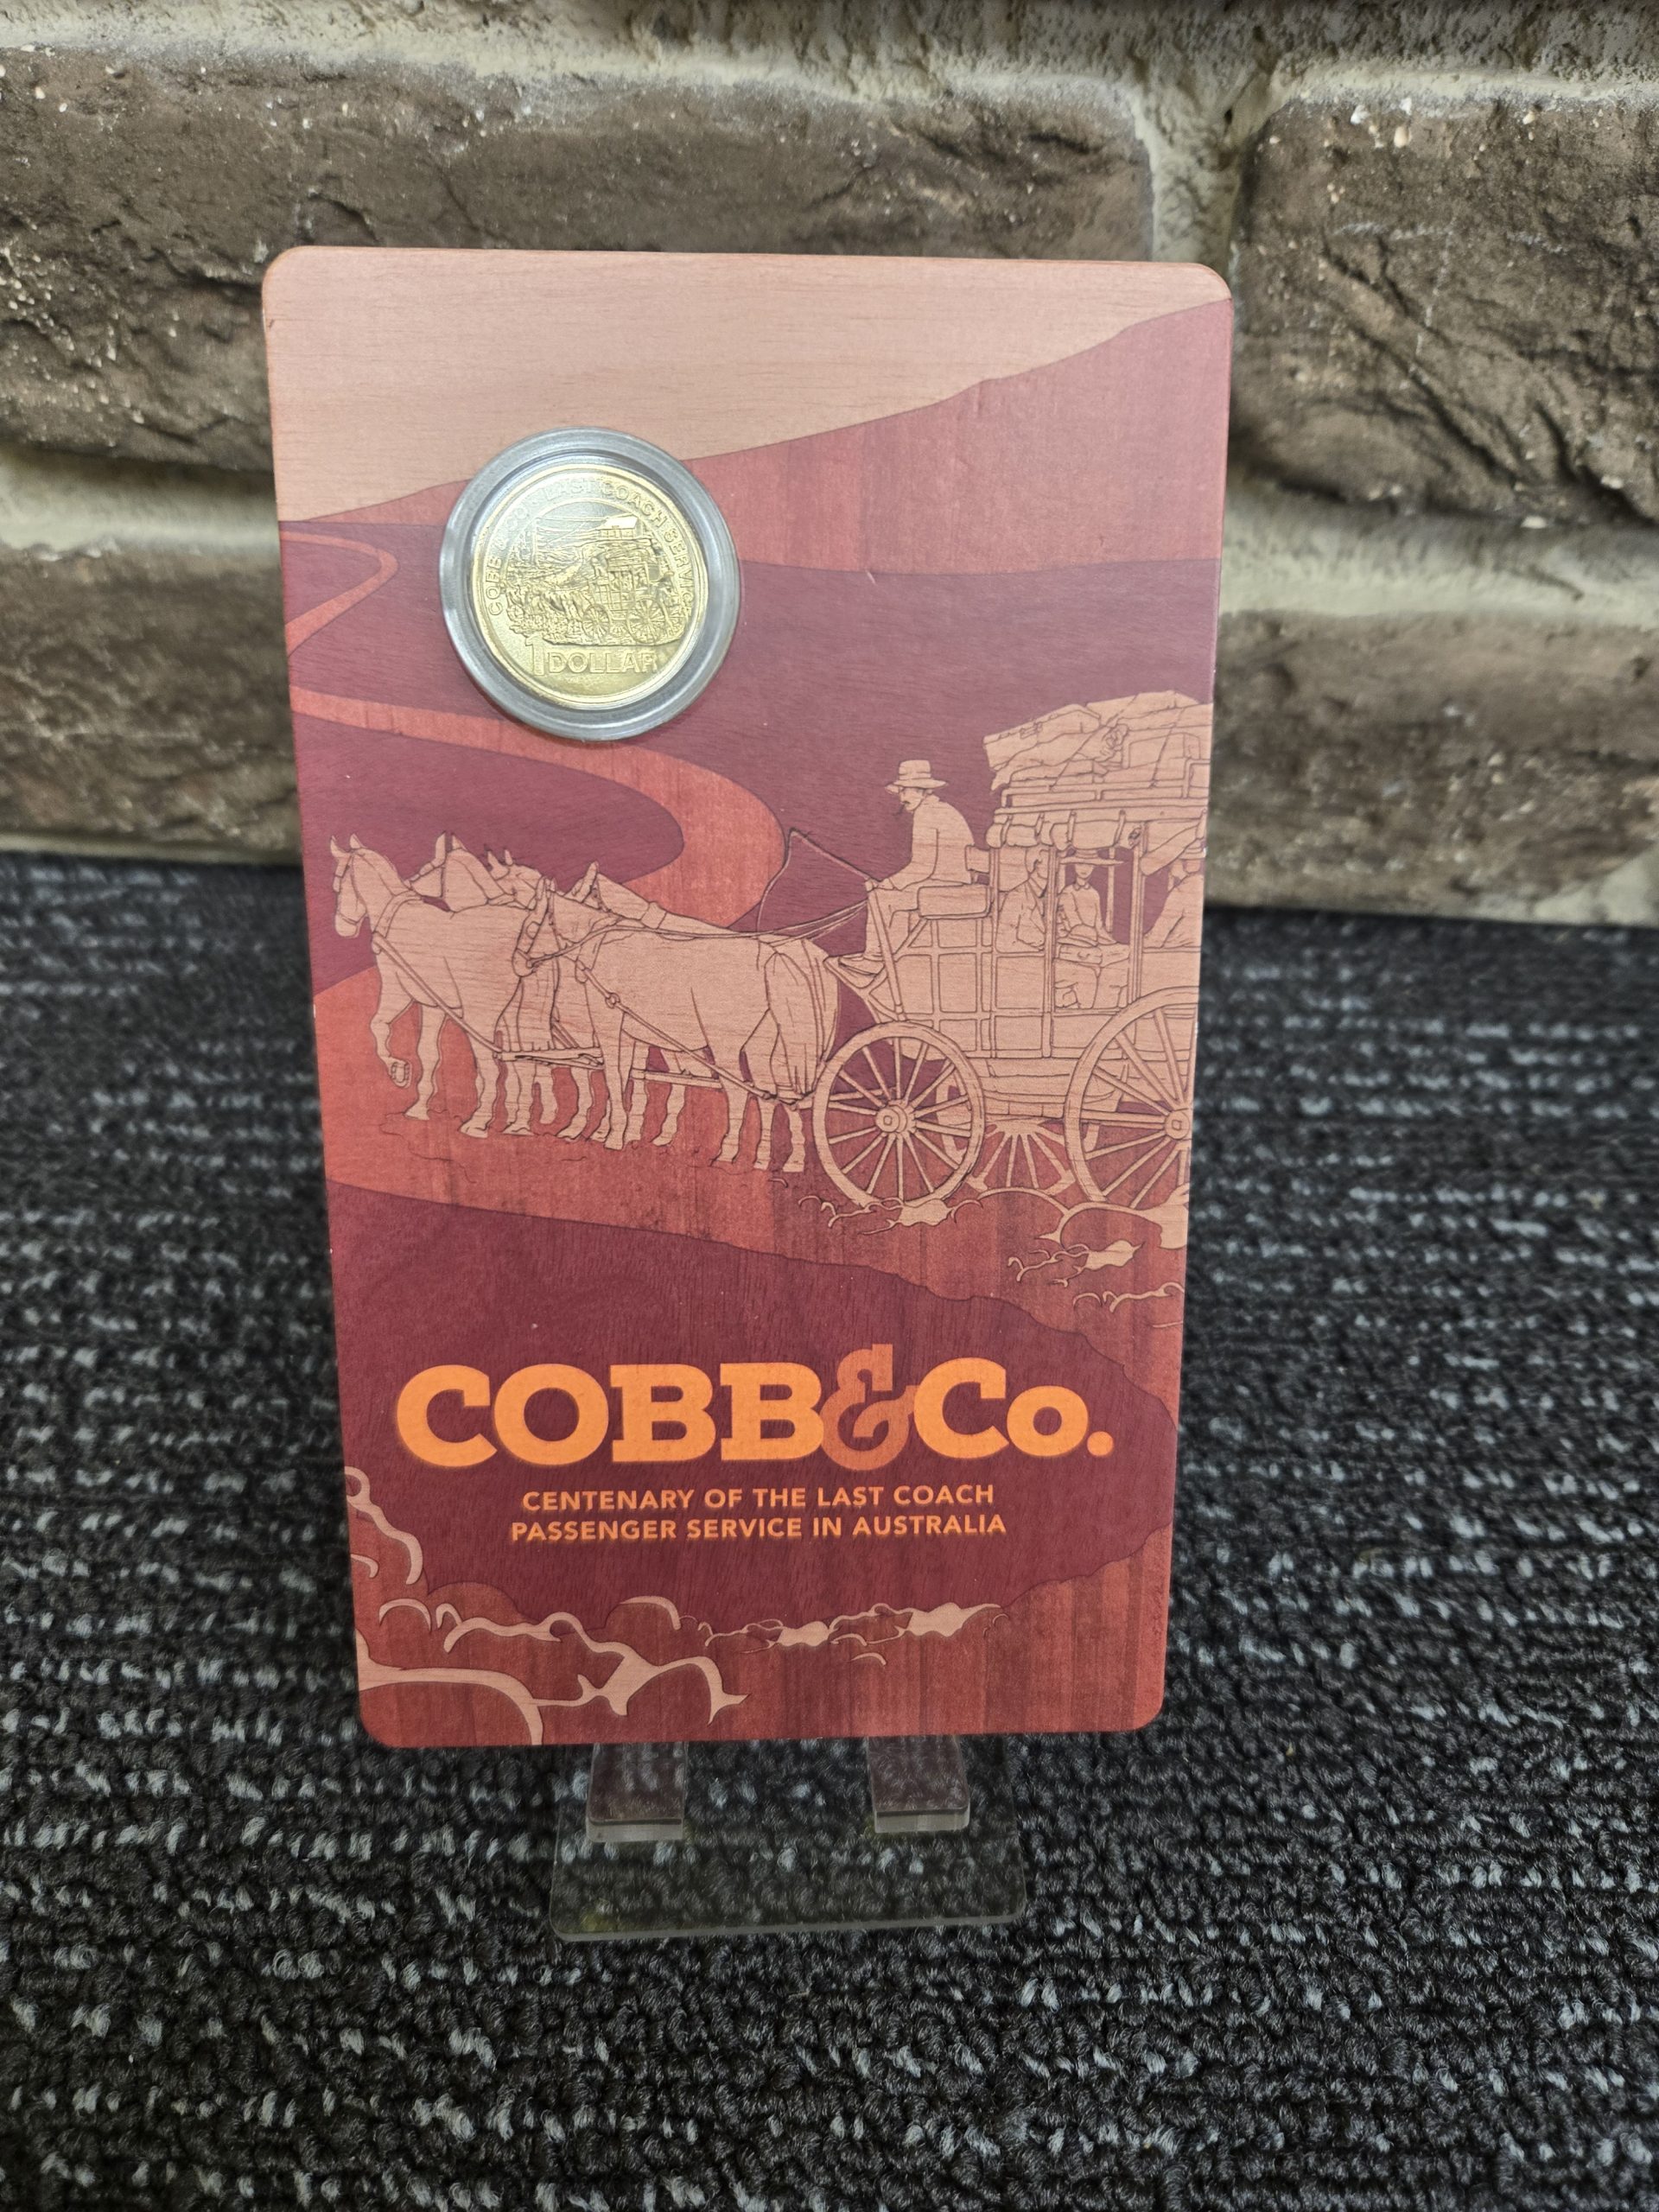 COBB & CO LAST COACH SERVICE
1 DOLLAR
COBB&Co.
CENTENARY OF THE LAST COACH
PASSENGER SERVICE IN AUSTRALIA